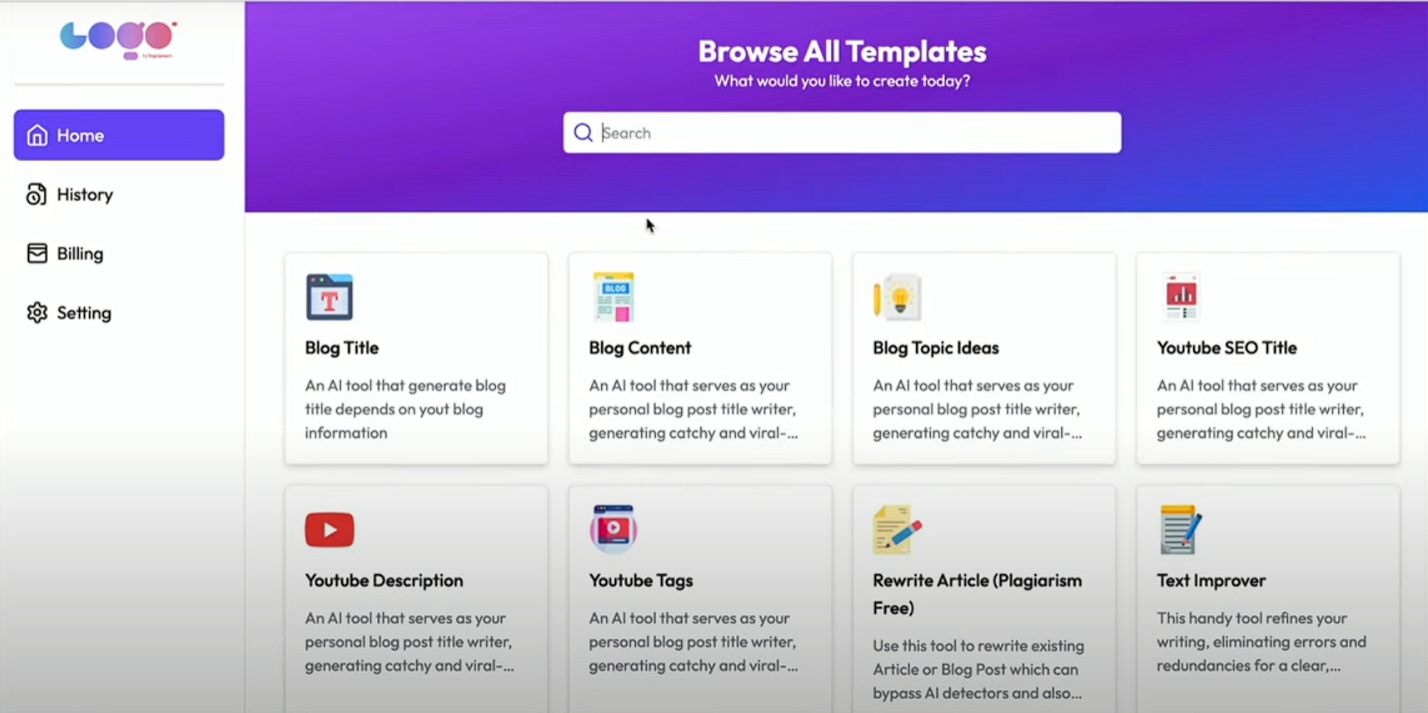 Logo
Home
History
Billing
Setting
Browse All Templates
What would you like to create today?
Search
Blog Title
An AI tool that generate blog
title depends on yout blog
information
BLOG
Blog Content
An AI tool that serves as your
personal blog post title writer,
generating catchy and viral-...
Blog Topic Ideas
An AI tool that serves as your
personal blog post title writer,
generating catchy and viral-...
Youtube SEO Title
An AI tool that serves as your
personal blog post title writer,
generating catchy and viral-...
Youtube Description
An AI tool that serves as your
personal blog post title writer,
generating catchy and viral-...
Youtube Tags
An AI tool that serves as your
personal blog post title writer,
generating catchy and viral-...
Rewrite Article (Plagiarism
Free)
Use this tool to rewrite existing
Article or Blog Post which can
bypass AI detectors and also...
Text Improver
This handy tool refines your
writing, eliminating errors and
redundancies for a clear,...